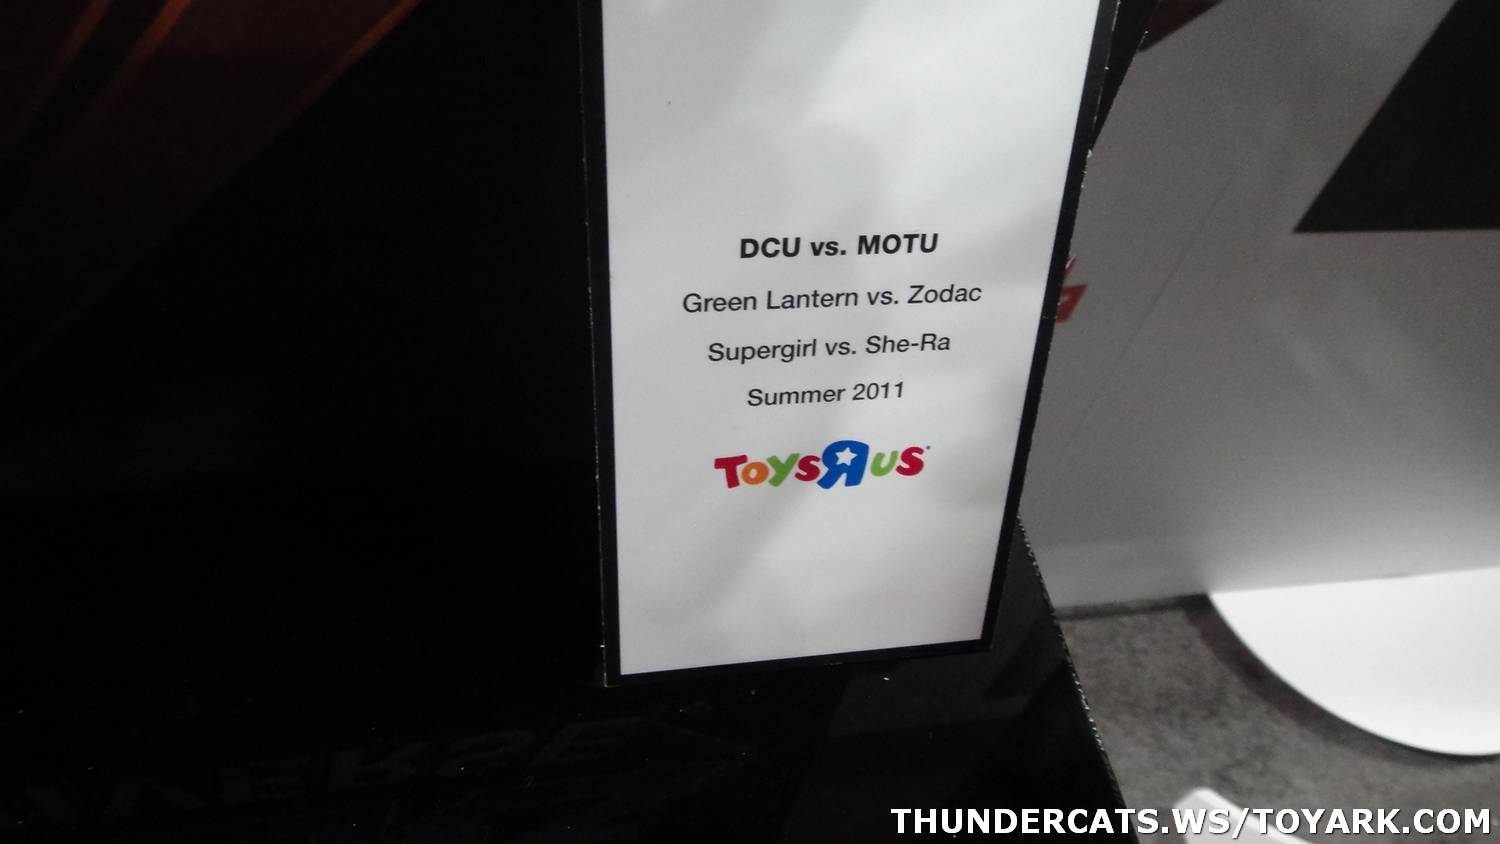 DCU vs. MOTU
Green Lantern vs. Zodac
Supergirl vs. She-Ra
Summer 2011
ToysRus
THUNDERCATS.WS/TOYARK.COM